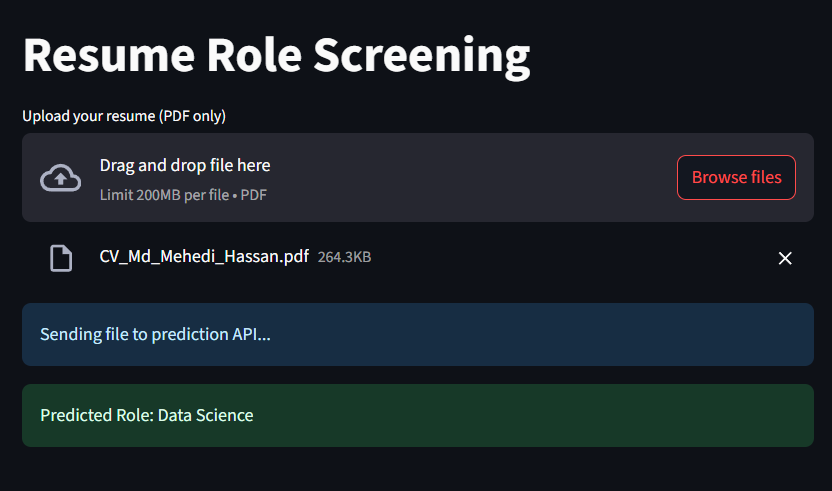 Resume Role Screening
Upload your resume (PDF only)
Drag and drop file here
Limit 200MB per file • PDF
Browse files
CV_Md_Mehedi_Hassan.pdf 264.3KB
Sending file to prediction API...
Predicted Role: Data Science